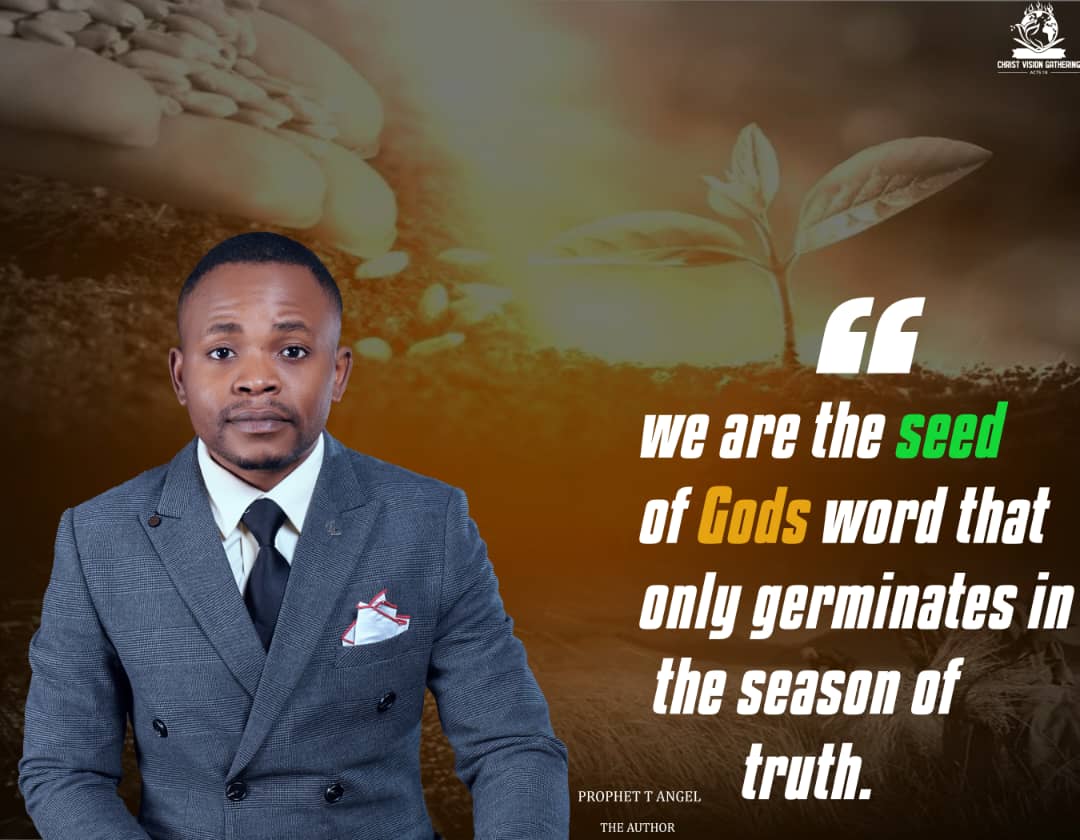 CHRIST VISION GATHERING
“
we are the seed
of Gods word that
only germinates in
the season of
truth.
PROPHET T ANGEL
THE AUTHOR